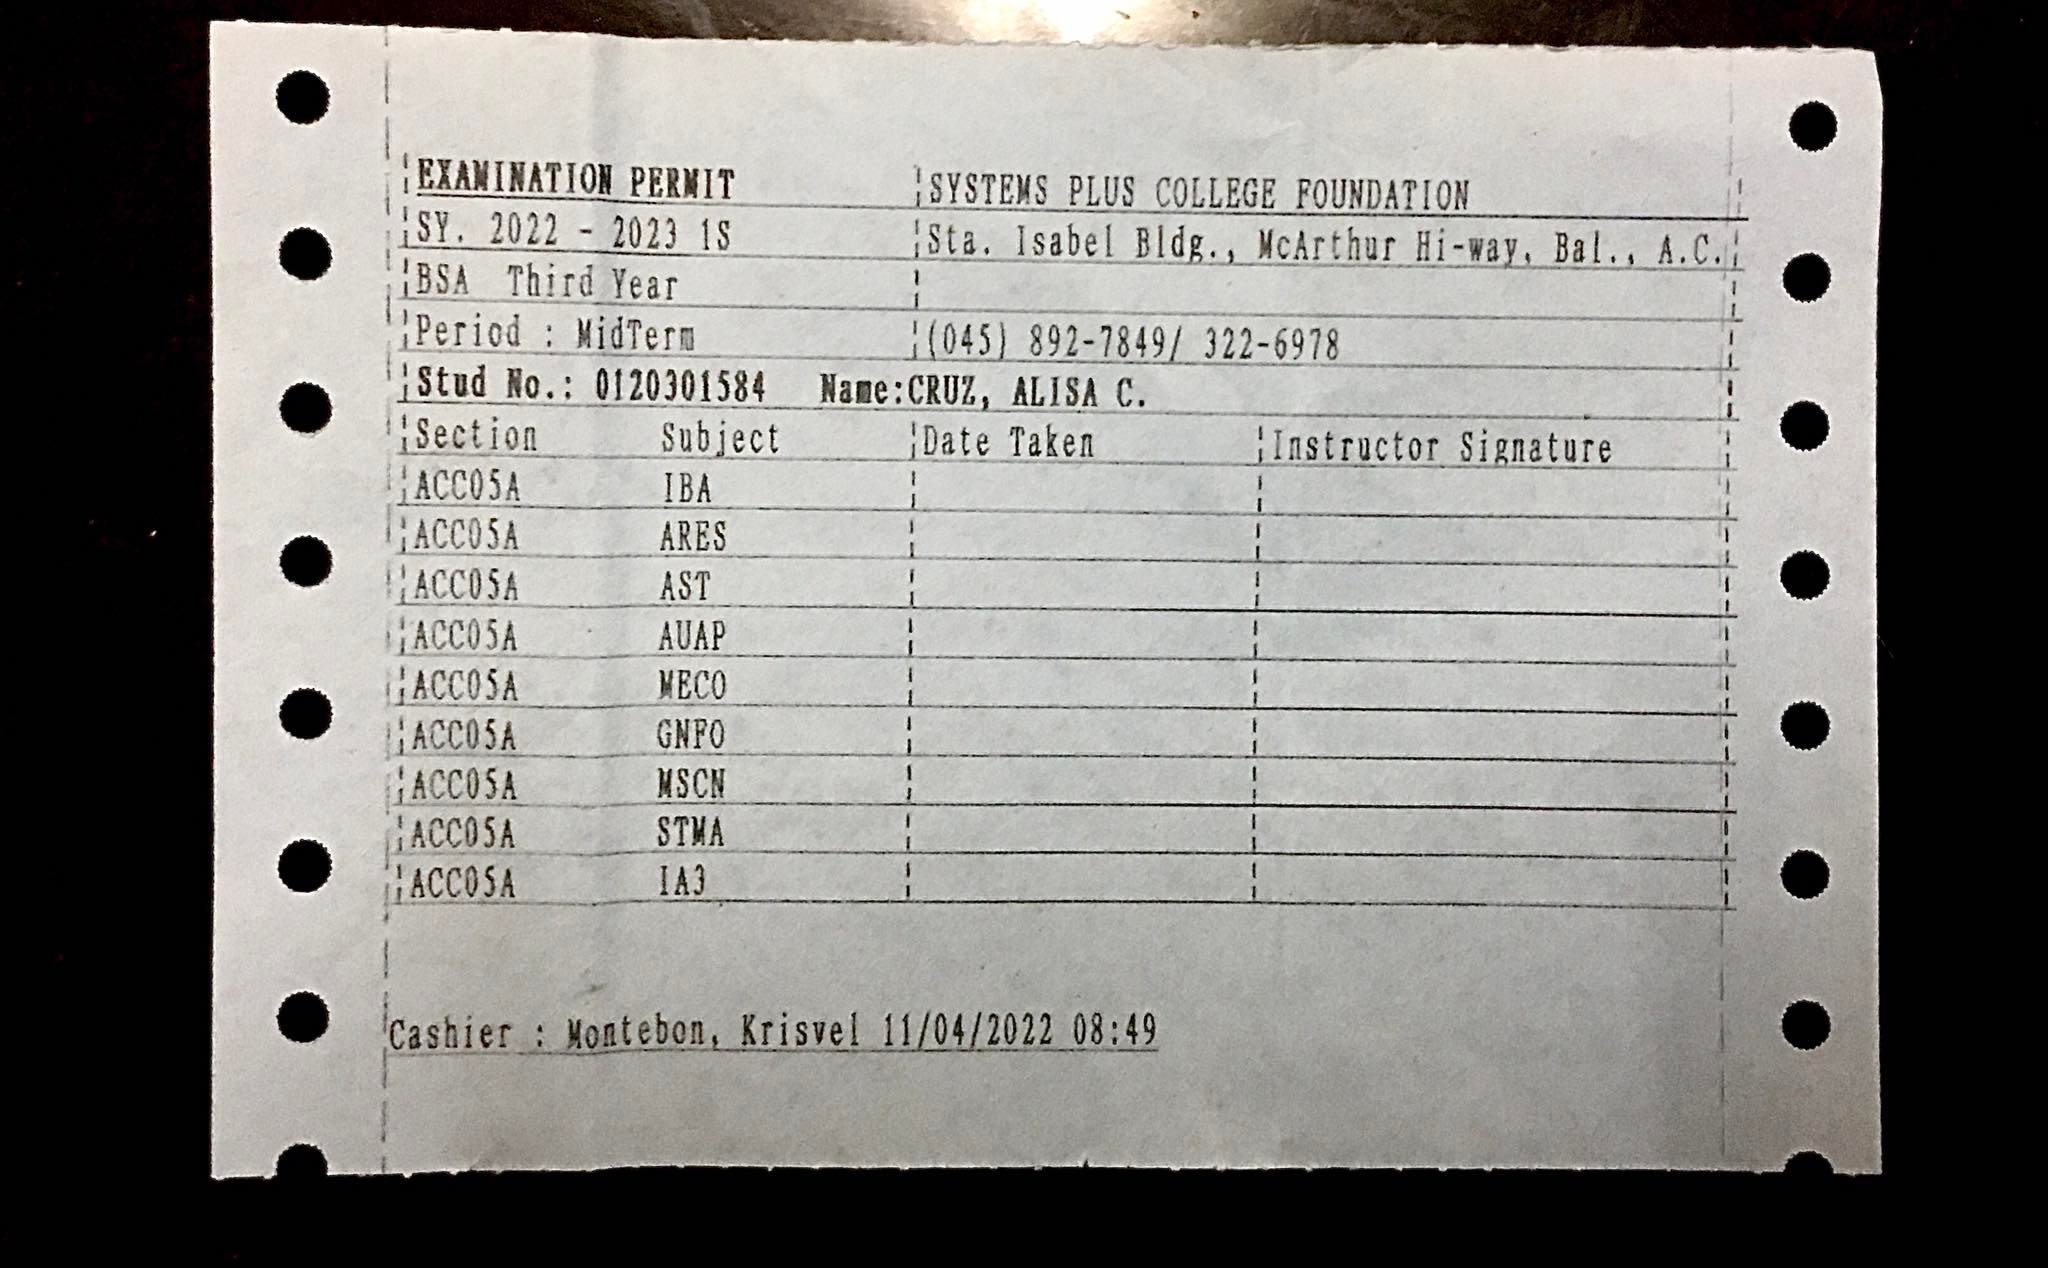 EXAMINATION PERMIT SYSTEMS PLUS COLLEGE FOUNDATION
SY. 2022 - 2023 1S Sta. Isabel Bldg., McArthur Hi-way, Bal., A.C.
BSA Third Year
Period : MidTerm (045) 892-7849/ 322-6978
Stud No.: 0120301584 Name:CRUZ, ALISA C.
Section Subject Date Taken Instructor Signature
ACC05A IBA
ACC05A ARES
ACC05A AST
ACC05A AUAP
ACC05A MECO
ACC05A GNFO
ACC05A MSCN
ACC05A STMA
ACC05A IA3
Cashier : Montebon, Krisvel 11/04/2022 08:49